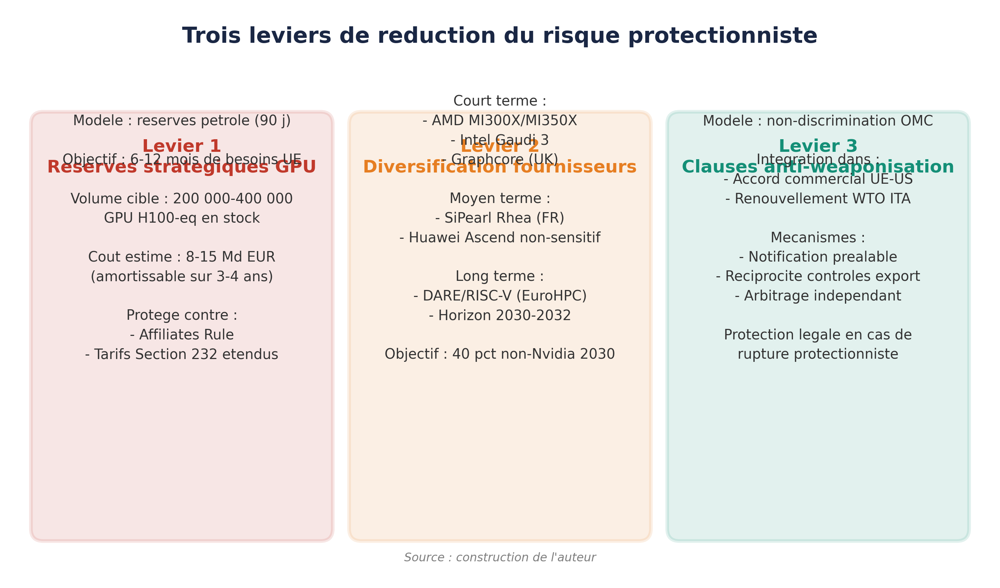 Trois leviers de reduction du risque protectionniste
Levier 1
Reserves strategiques GPU
Modele : reserves petrole (90 j)
Objectif : 6-12 mois de besoins UE
Volume cible : 200 000-400 000
GPU H100-eq en stock
Cout estime : 8-15 Md EUR
(amortissable sur 3-4 ans)
Protege contre :
- Affiliates Rule
- Tarifs Section 232 etendus
Levier 2
Diversification fournisseurs
Court terme :
- AMD MI300X/MI350X
- Intel Gaudi 3
- Graphcore (UK)
Moyen terme :
- SiPearl Rhea (FR)
- Huawei Ascend non-sensitif
Long terme :
- DARE/RISC-V (EuroHPC)
- Horizon 2030-2032
Objectif : 40 pct non-Nvidia 2030
Levier 3
Clauses anti-weaponisation
Modele : non-discrimination OMC
Integration dans :
- Accord commercial UE-US
- Renouvellement WTO ITA
Mecanismes :
- Notification prealable
- Reciprocite controles export
- Arbitrage independant
Protection legale en cas de
rupture protectionniste
Source : construction de l'auteur